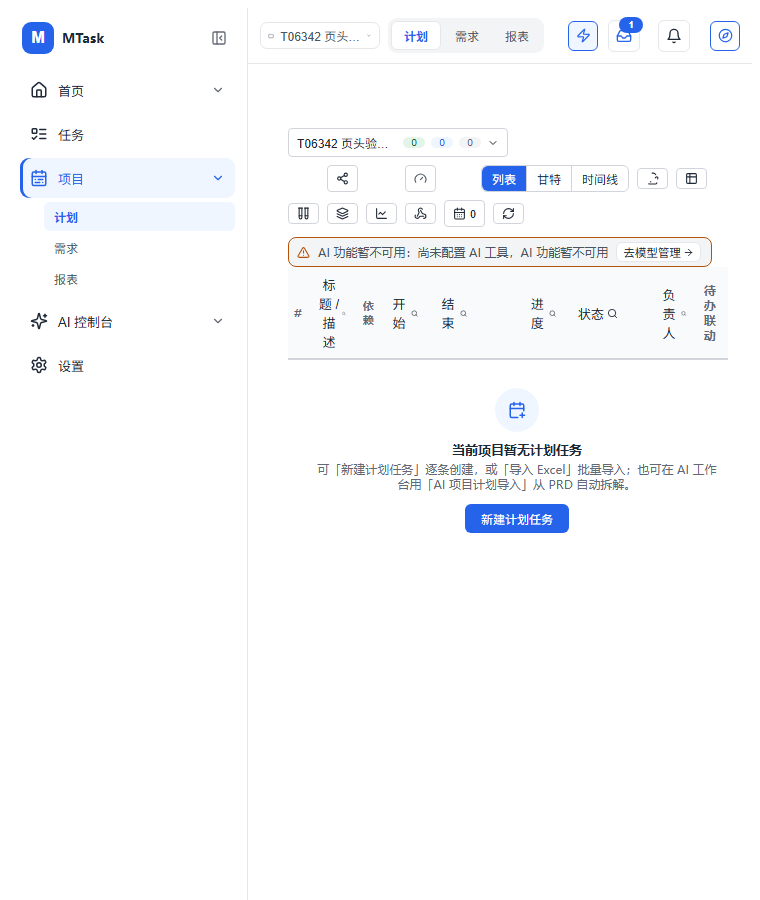 M MTask
首页
任务
项目
计划
需求
报表
AI 控制台
设置
T06342 页头… 计划 需求 报表 1
T06342 页头验… 0 0 0
列表 甘特 时间线
0
AI 功能暂不可用：尚未配置 AI 工具，AI 功能暂不可用 去模型管理→
# 标题 / 描述 依赖 开始 结束 进度 状态 负责人 待办联动
当前项目暂无计划任务
可「新建计划任务」逐条创建，或「导入 Excel」批量导入；也可在 AI 工作
台用「AI 项目计划导入」从 PRD 自动拆解。
新建计划任务